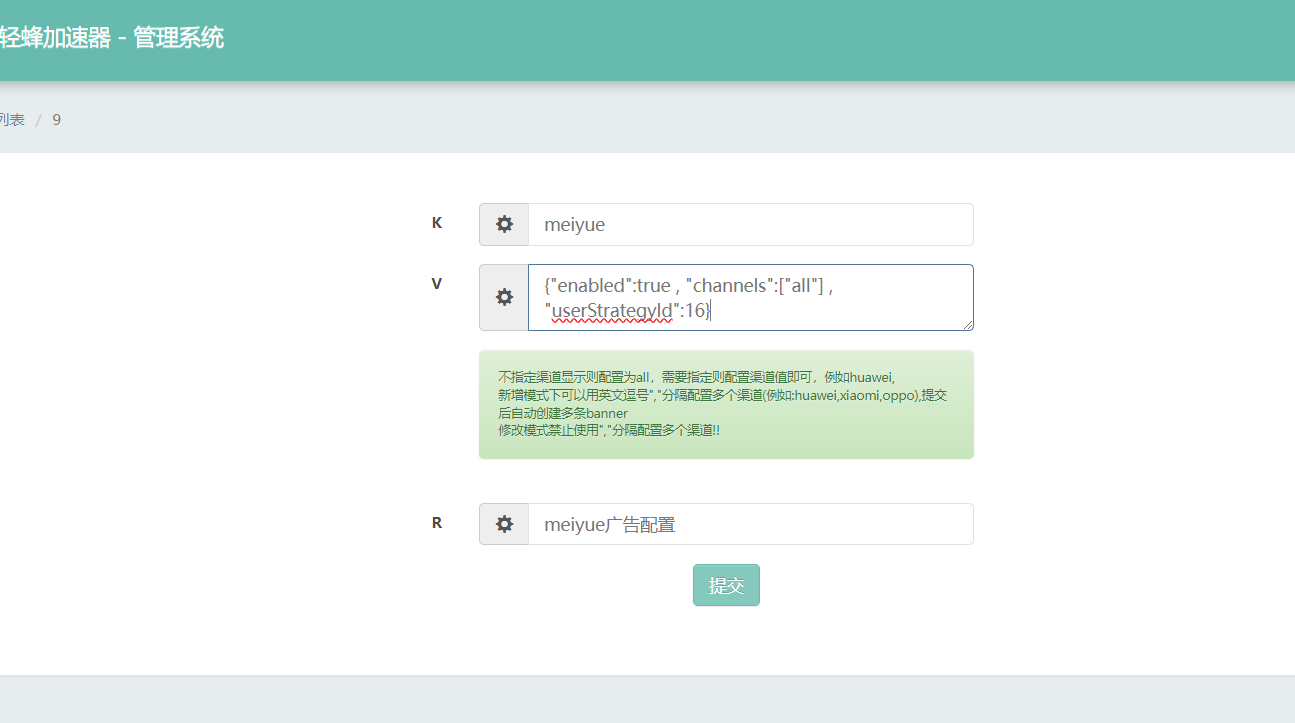 轻蜂加速器 - 管理系统
列表 / 9
K
meiyue
V
{"enabled":true , "channels":["all"] ,
"userStrategyId":16}
不指定渠道显示则配置为all，需要指定则配置渠道值即可，例如huawei,
新增模式下可以用英文逗号","分隔配置多个渠道(例如:huawei,xiaomi,oppo),提交
后自动创建多条banner
修改模式禁止使用","分隔配置多个渠道!!
R
meiyue广告配置
提交